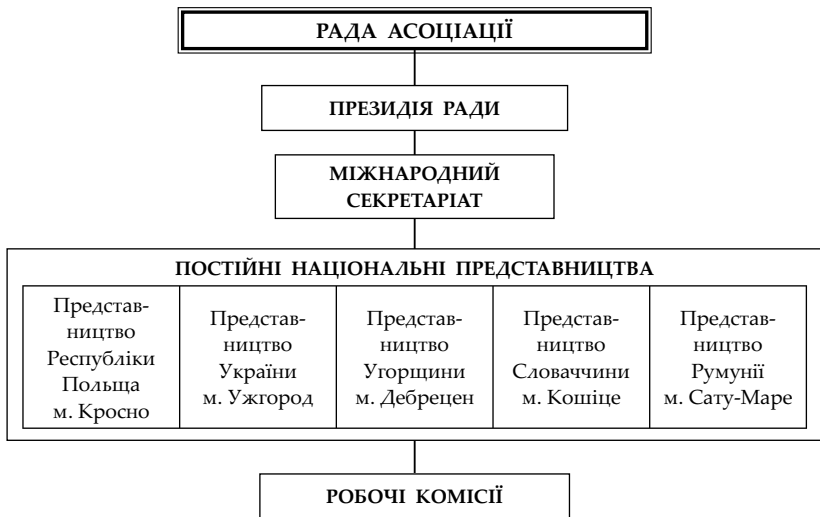 РАДА АСОЦІАЦІЇ
ПРЕЗИДІЯ РАДИ
МІЖНАРОДНИЙ
СЕКРЕТАРІАТ
ПОСТІЙНІ НАЦІОНАЛЬНІ ПРЕДСТАВНИЦТВА
Представ-
ництво
Республіки
Польща
м. Кросно
Представ-
ництво
України
м. Ужгород
Представ-
ництво
Угорщини
м. Дебрецен
Представ-
ництво
Словаччини
м. Кошіце
Представ-
ництво
Румунії
м. Сату-Маре
РОБОЧІ КОМІСІЇ